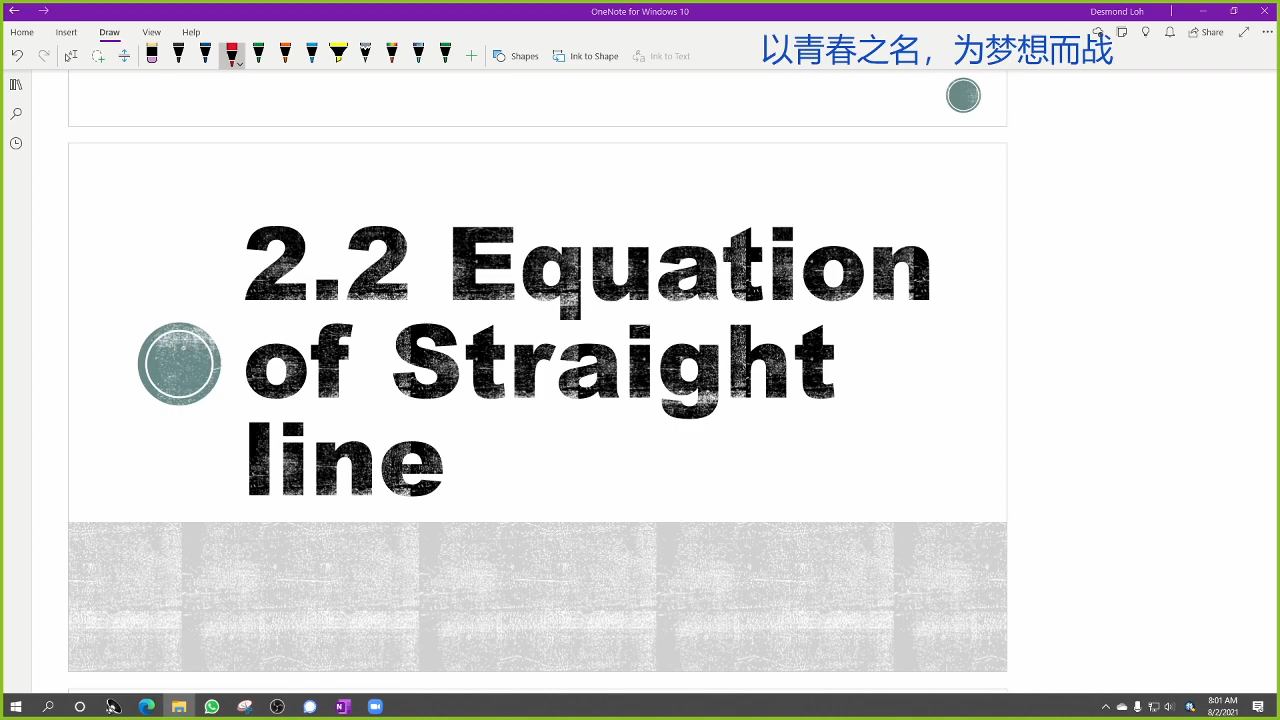 OneNote for Windows 10
Desmond Loh
Home Insert Draw View Help
以青春之名，为梦想而战
Shapes Ink to Shape Ink to Text Share
2.2 Equation
of Straight
line
8:01 AM
8/2/2021